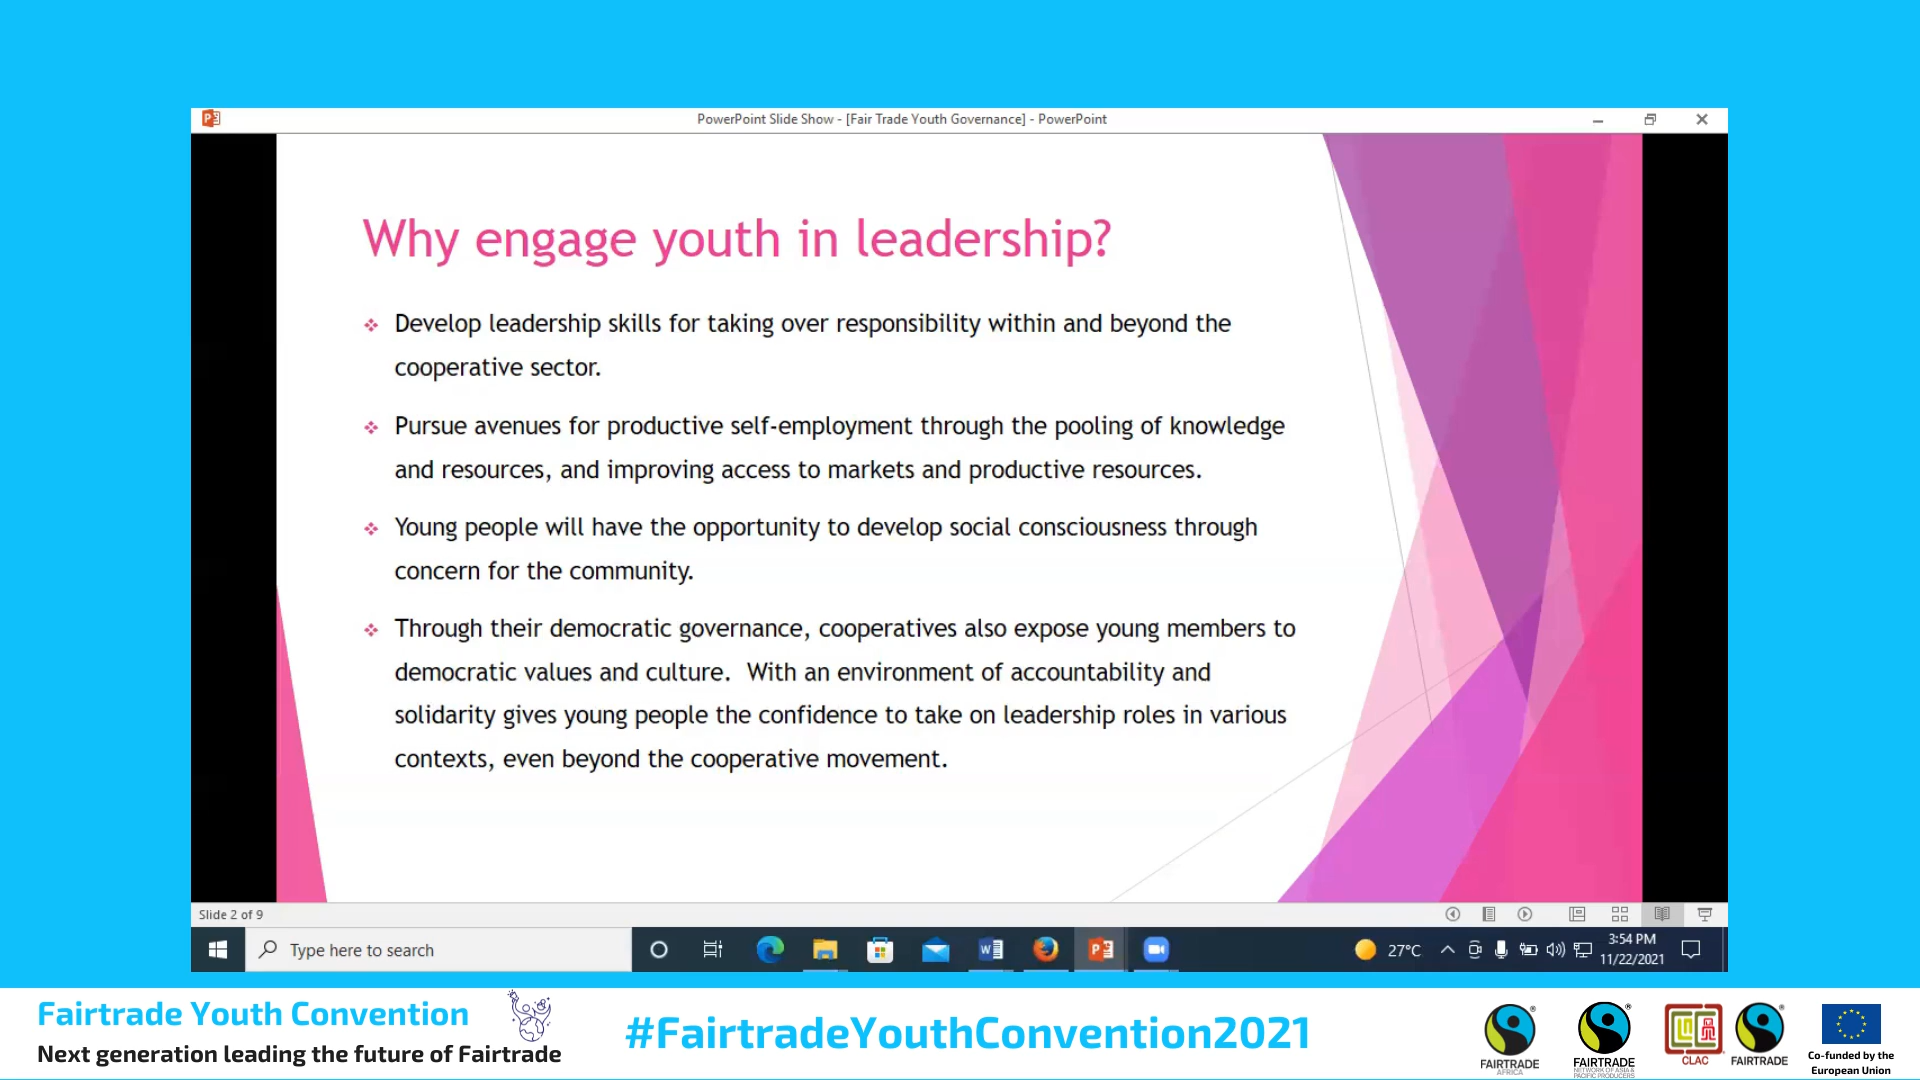 PowerPoint Slide Show - [Fair Trade Youth Governance] - PowerPoint
Why engage youth in leadership?
❖ Develop leadership skills for taking over responsibility within and beyond the
cooperative sector.
❖ Pursue avenues for productive self-employment through the pooling of knowledge
and resources, and improving access to markets and productive resources.
❖ Young people will have the opportunity to develop social consciousness through
concern for the community.
❖ Through their democratic governance, cooperatives also expose young members to
democratic values and culture.  With an environment of accountability and
solidarity gives young people the confidence to take on leadership roles in various
contexts, even beyond the cooperative movement.
Slide 2 of 9
Type here to search
27°C
3:54 PM
11/22/2021
Fairtrade Youth Convention
Next generation leading the future of Fairtrade
#FairtradeYouthConvention2021
FAIRTRADE
AFRICA
FAIRTRADE
NETWORK OF ASIA &
PACIFIC PRODUCERS
CLAC
FAIRTRADE
Co-funded by the
European Union